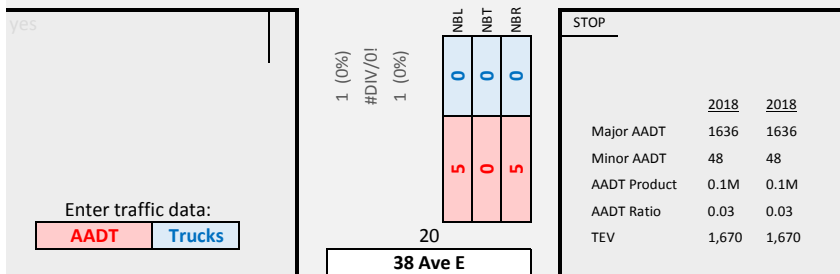 yes
Enter traffic data:
AADT Trucks
1 (0%)
#DIV/0!
1 (0%)
NBL NBT NBR
0 0 0
5 0 5
20
38 Ave E
STOP
2018 2018
Major AADT 1636 1636
Minor AADT 48 48
AADT Product 0.1M 0.1M
AADT Ratio 0.03 0.03
TEV 1,670 1,670